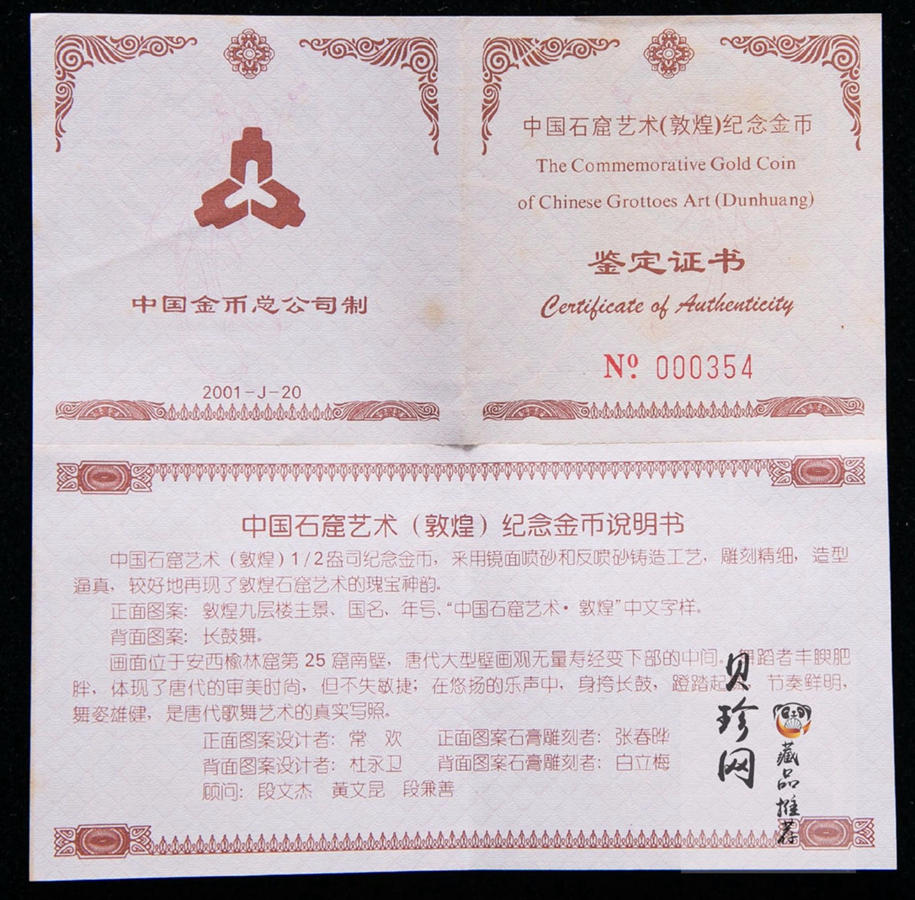 中国金币总公司制
2001-J-20
中国石窟艺术(敦煌)纪念金币
The Commemorative Gold Coin
of Chinese Grottoes Art (Dunhuang)
鉴定证书
Certificate of Authenticity
Nº 000354
中国石窟艺术（敦煌）纪念金币说明书
中国石窟艺术（敦煌）1/2盎司纪念金币，采用镜面喷砂和反喷砂铸造工艺，雕刻精细，造型
逼真，较好地再现了敦煌石窟艺术的瑰宝神韵。
正面图案：敦煌九层楼主景、国名、年号、“中国石窟艺术·敦煌”中文字样。
背面图案：长鼓舞。
画面位于安西榆林窟第25窟南壁，唐代大型壁画观无量寿经变下部的中间。舞蹈者丰腴肥
胖，体现了唐代的审美时尚，但不失敏捷；在悠扬的乐声中，身挎长鼓，蹬踏起 节奏鲜明，
舞姿雄健，是唐代歌舞艺术的真实写照。
正面图案设计者：常 欢 正面图案石膏雕刻者：张春晔
背面图案设计者：杜永卫 背面图案石膏雕刻者：白立梅
顾问：段文杰 黄文昆 段兼善
贝珍网
藏品推荐